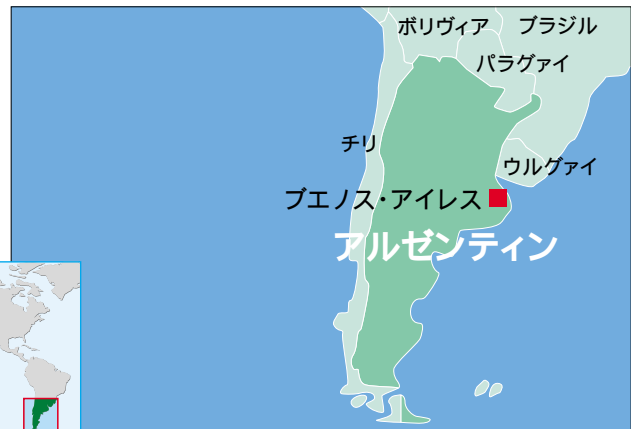 ボリヴィア
ブラジル
パラグァイ
チリ
ウルグァイ
ブエノス・アイレス
アルゼンティン